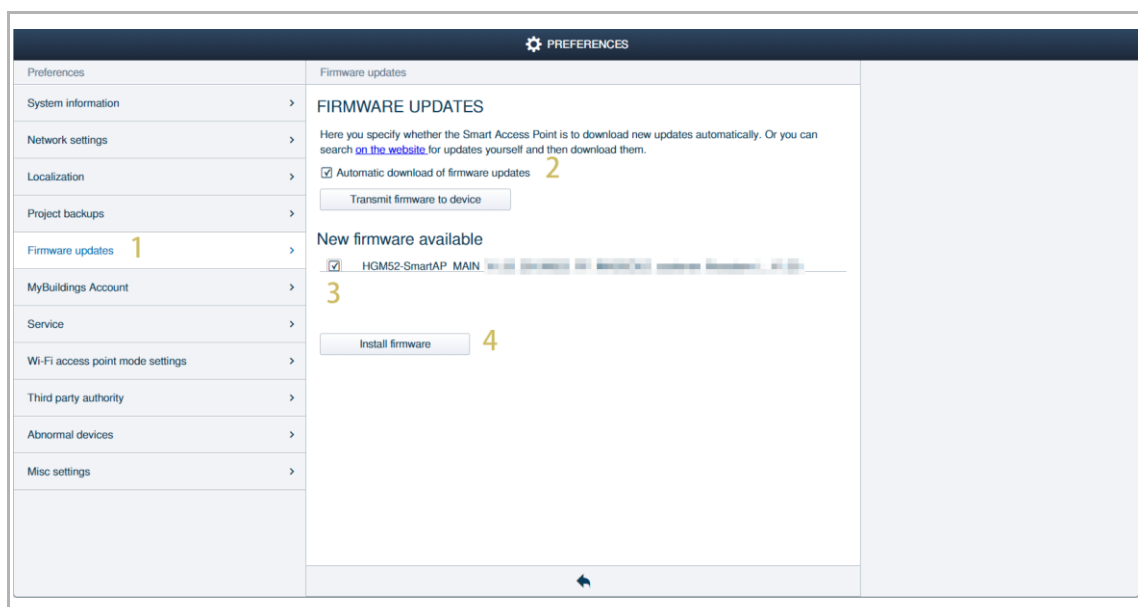 PREFERENCES
Preferences
System information
Network settings
Localization
Project backups
Firmware updates 1
MyBuildings Account
Service
Wi-Fi access point mode settings
Third party authority
Abnormal devices
Misc settings
Firmware updates
FIRMWARE UPDATES
Here you specify whether the Smart Access Point is to download new updates automatically. Or you can
search on the website for updates yourself and then download them.
Automatic download of firmware updates 2
Transmit firmware to device
New firmware available
HGM52-SmartAP_MAIN
3
Install firmware 4